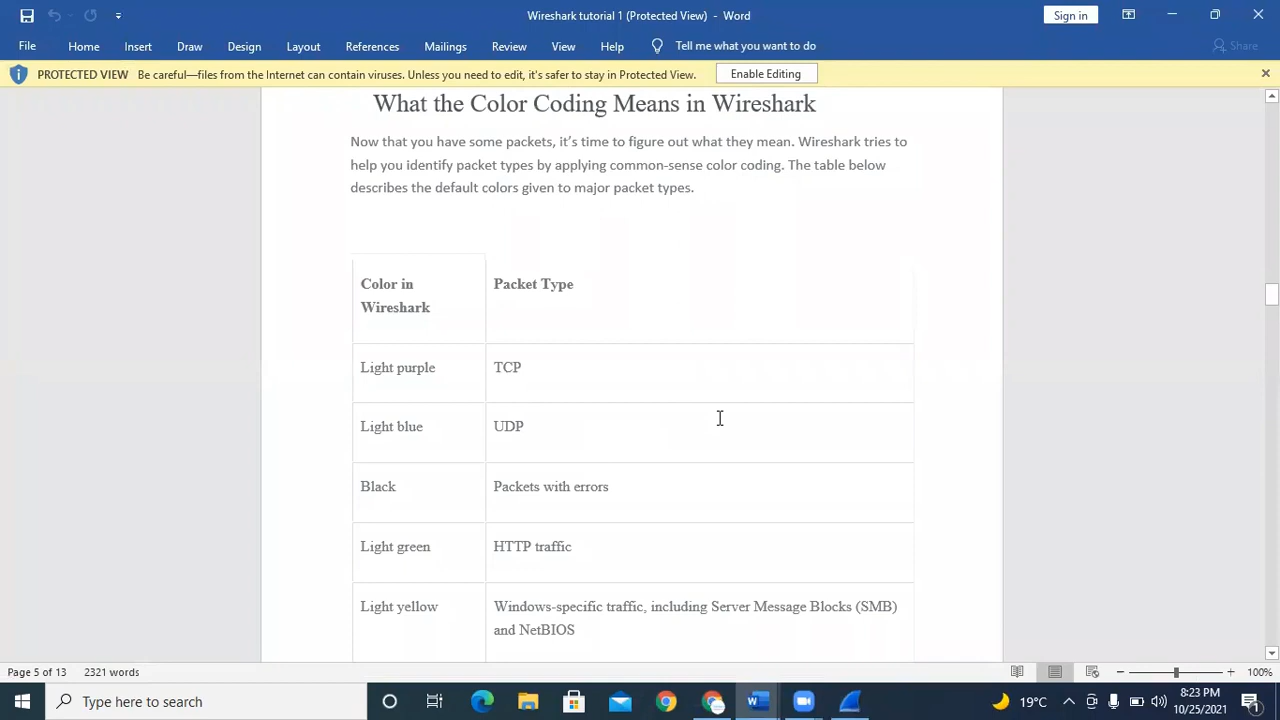 Wireshark tutorial 1 (Protected View) - Word
Sign in
File Home Insert Draw Design Layout References Mailings Review View Help Tell me what you want to do Share
PROTECTED VIEW Be careful—files from the Internet can contain viruses. Unless you need to edit, it's safer to stay in Protected View. Enable Editing
What the Color Coding Means in Wireshark
Now that you have some packets, it's time to figure out what they mean. Wireshark tries to
help you identify packet types by applying common-sense color coding. The table below
describes the default colors given to major packet types.
Color in
Wireshark
Packet Type
Light purple TCP
Light blue UDP
Black Packets with errors
Light green HTTP traffic
Light yellow Windows-specific traffic, including Server Message Blocks (SMB)
and NetBIOS
Page 5 of 13 2321 words 100%
Type here to search 19°C 8:23 PM
10/25/2021 1